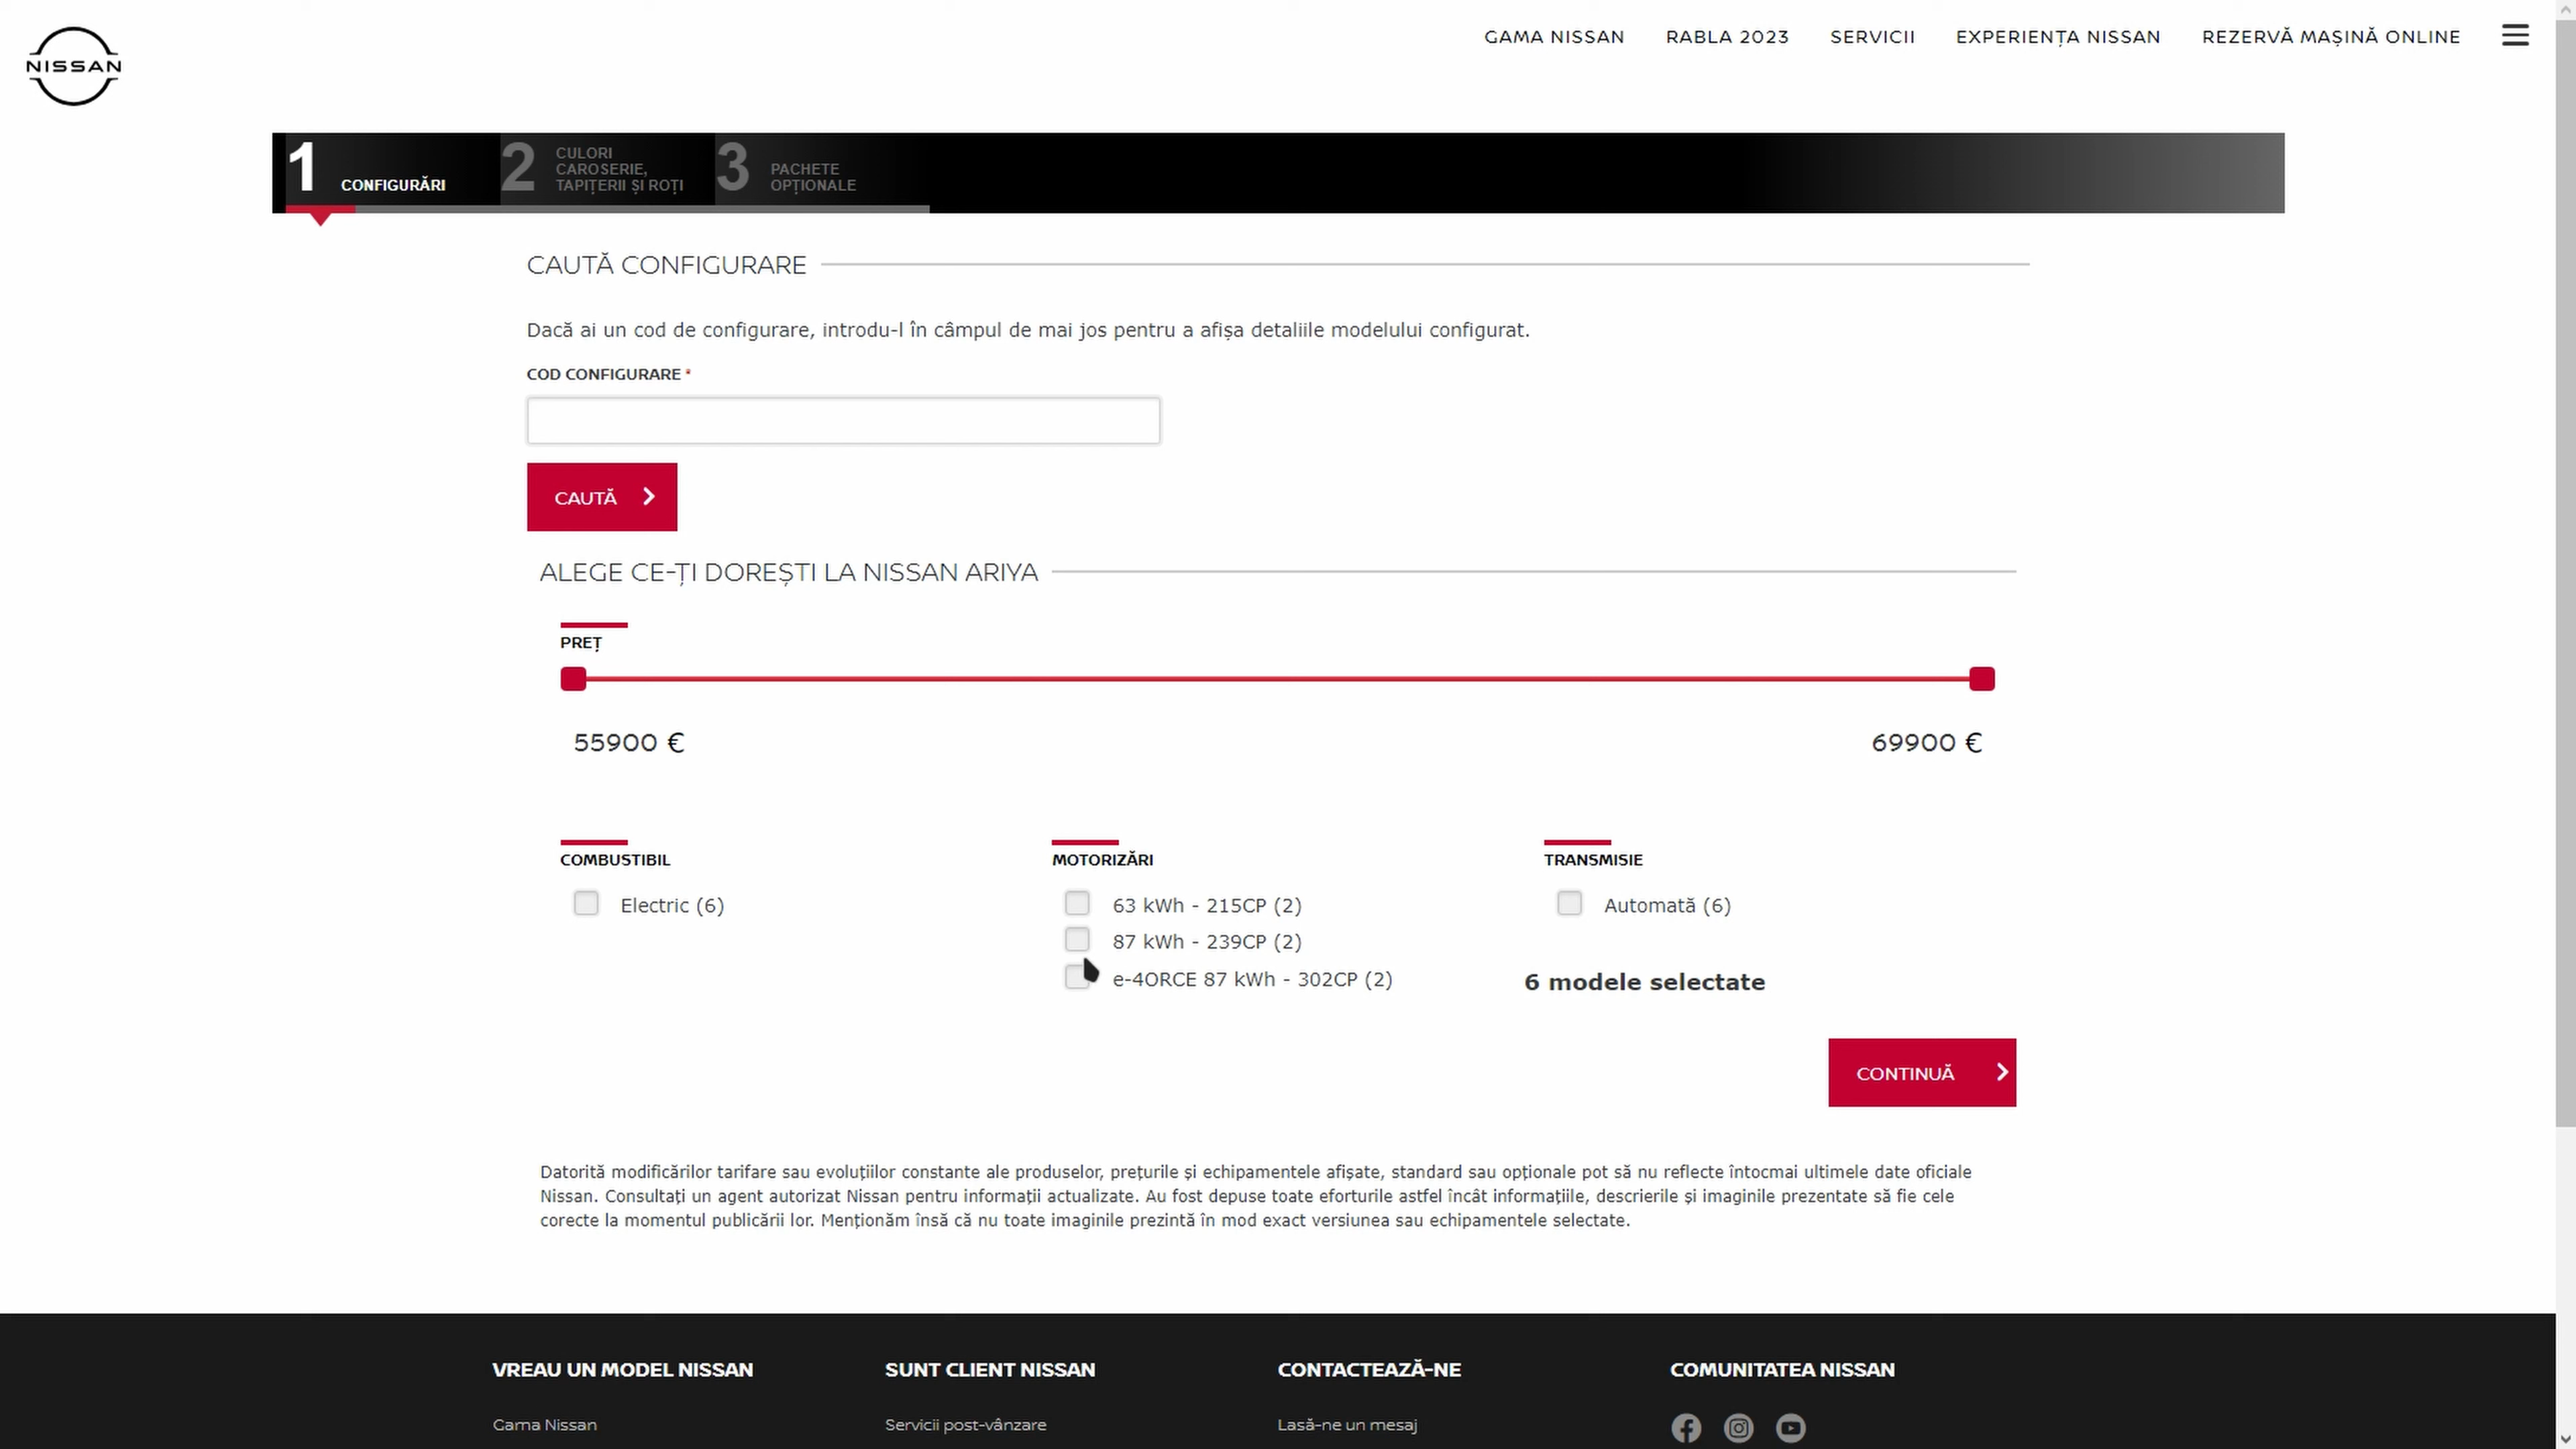 NISSAN
GAMA NISSAN
RABLA 2023
SERVICII
EXPERIENȚA NISSAN
REZERVĂ MAȘINĂ ONLINE
1 CONFIGURĂRI
2 CULORI
CAROSERIE,
TAPIȚERII ȘI ROȚI
3 PACHETE
OPȚIONALE
CAUTĂ CONFIGURARE
Dacă ai un cod de configurare, introdu-l în câmpul de mai jos pentru a afișa detaliile modelului configurat.
COD CONFIGURARE *
CAUTĂ
ALEGE CE-ȚI DOREȘTI LA NISSAN ARIYA
PREȚ
55900 €
69900 €
COMBUSTIBIL
Electric (6)
MOTORIZĂRI
63 kWh - 215CP (2)
87 kWh - 239CP (2)
e-4ORCE 87 kWh - 302CP (2)
TRANSMISIE
Automată (6)
6 modele selectate
CONTINUĂ
Datorită modificărilor tarifare sau evoluțiilor constante ale produselor, prețurile și echipamentele afișate, standard sau opționale pot să nu reflecte întocmai ultimele date oficiale
Nissan. Consultați un agent autorizat Nissan pentru informații actualizate. Au fost depuse toate eforturile astfel încât informațiile, descrierile și imaginile prezentate să fie cele
corecte la momentul publicării lor. Menționăm însă că nu toate imaginile prezintă în mod exact versiunea sau echipamentele selectate.
VREAU UN MODEL NISSAN
Gama Nissan
SUNT CLIENT NISSAN
Servicii post-vânzare
CONTACTEAZĂ-NE
Lasă-ne un mesaj
COMUNITATEA NISSAN